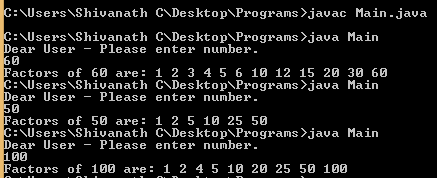 C:\Users\Shivanath C\Desktop\Programs>javac Main.java
C:\Users\Shivanath C\Desktop\Programs>java Main
Dear User - Please enter number.
60
Factors of 60 are: 1 2 3 4 5 6 10 12 15 20 30 60
C:\Users\Shivanath C\Desktop\Programs>java Main
Dear User - Please enter number.
50
Factors of 50 are: 1 2 5 10 25 50
C:\Users\Shivanath C\Desktop\Programs>java Main
Dear User - Please enter number.
100
Factors of 100 are: 1 2 4 5 10 20 25 50 100